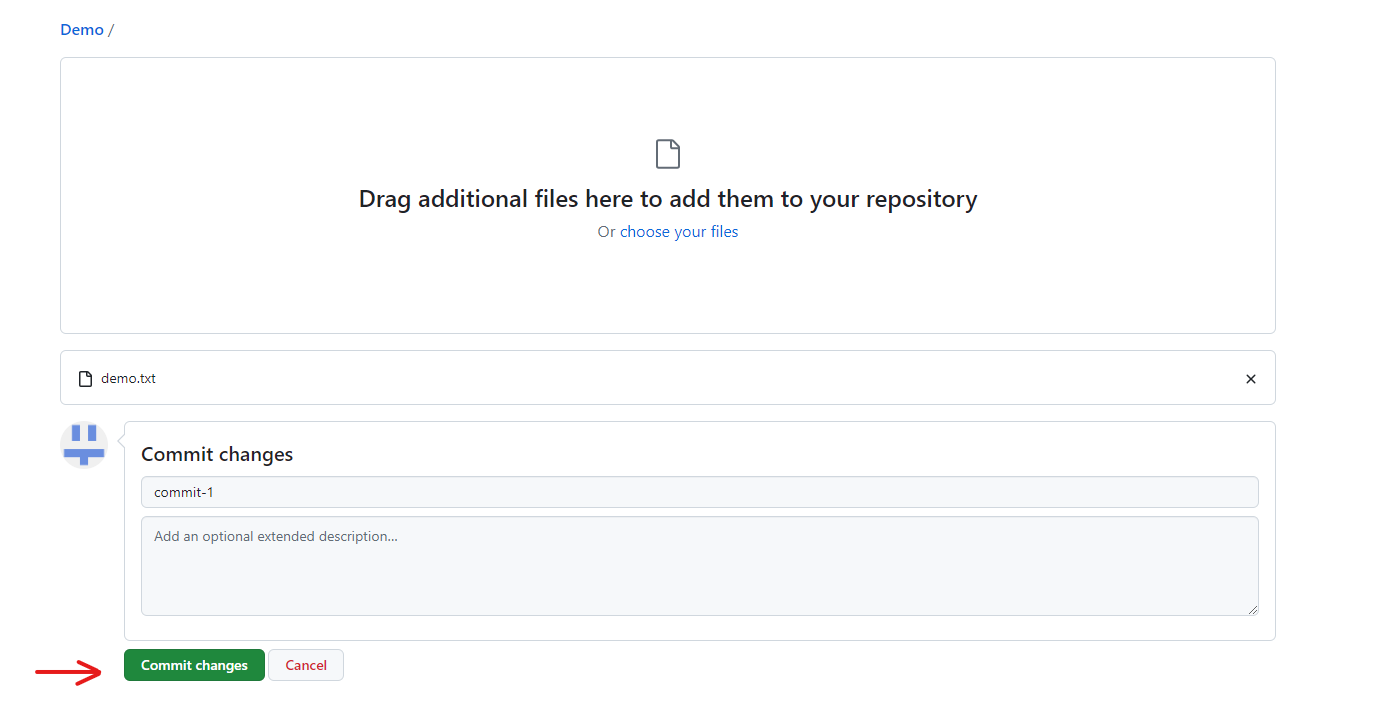 Demo /
Drag additional files here to add them to your repository
Or choose your files
demo.txt
Commit changes
commit-1
Add an optional extended description...
Commit changes
Cancel